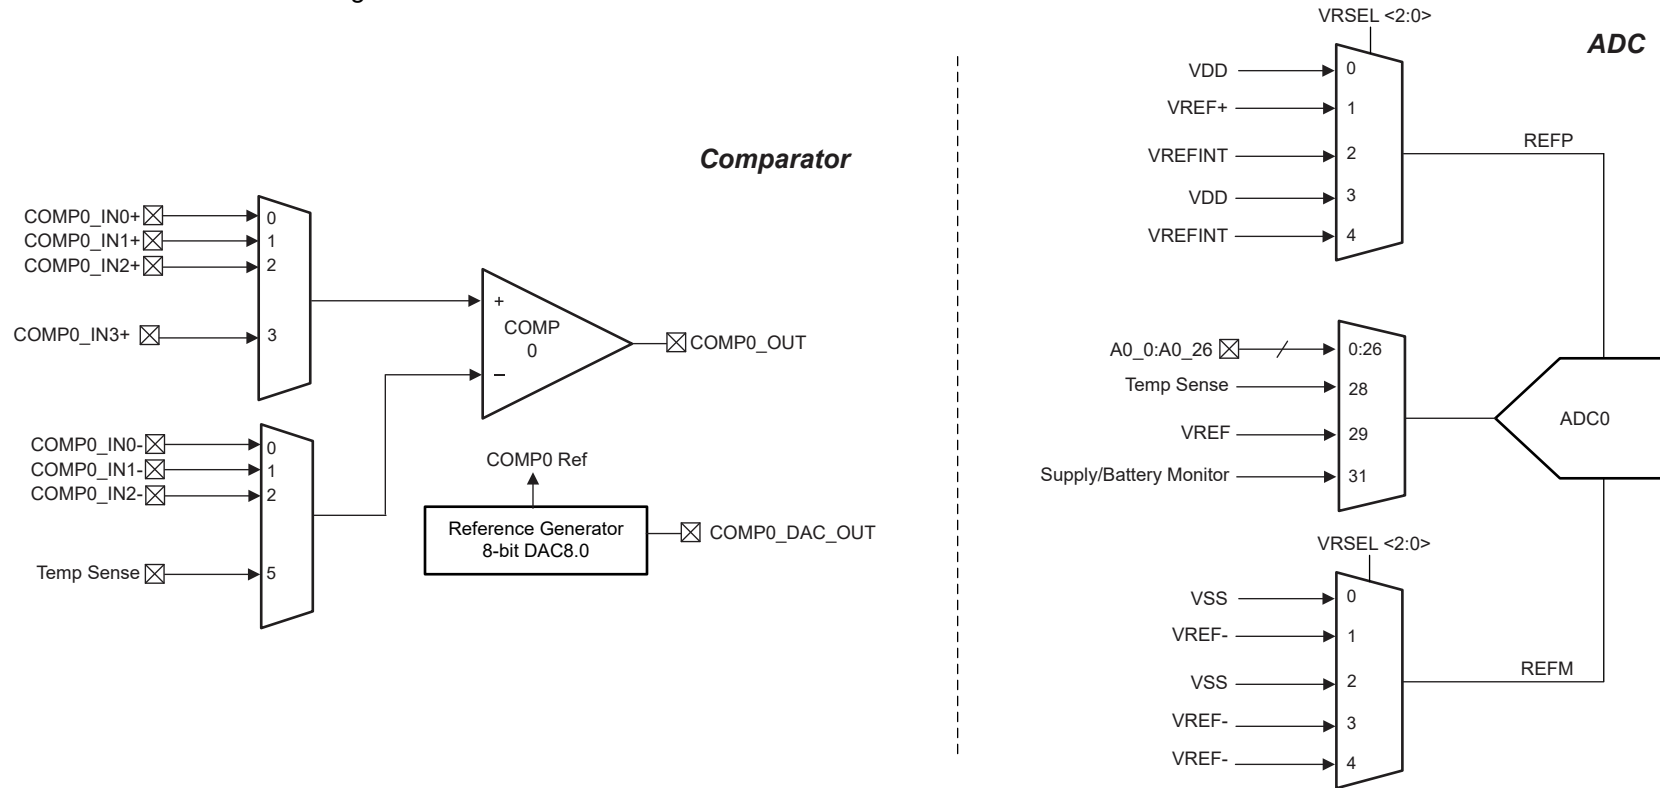 Comparator
COMP0_IN0+
0
COMP0_IN1+
1
COMP0_IN2+
2
COMP0_IN3+
3
+
COMP
0
–
COMP0_OUT
COMP0_IN0-
0
COMP0_IN1-
1
COMP0_IN2-
2
Temp Sense
5
COMP0 Ref
Reference Generator
8-bit DAC8.0
COMP0_DAC_OUT
ADC
VRSEL <2:0>
VDD
0
VREF+
1
VREFINT
2
VDD
3
VREFINT
4
REFP
A0_0:A0_26
0:26
Temp Sense
28
VREF
29
Supply/Battery Monitor
31
ADC0
VRSEL <2:0>
VSS
0
VREF-
1
VSS
2
VREF-
3
VREF-
4
REFM